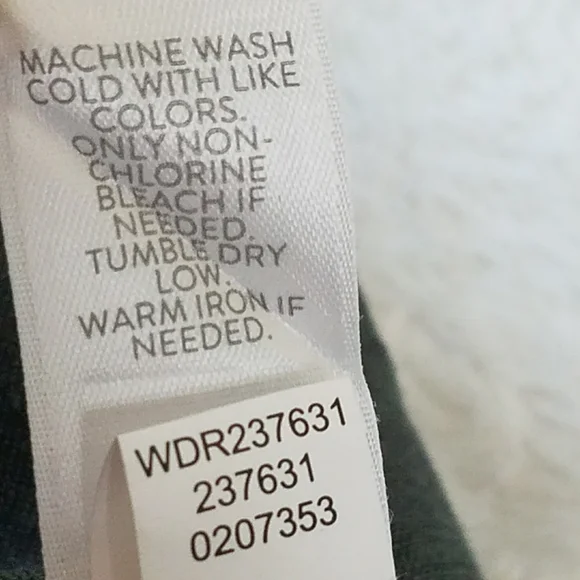 MACHINE WASH
COLD WITH LIKE
COLORS.
ONLY NON-
CHLORINE
BLEACH IF
NEEDED.
TUMBLE DRY
LOW.
WARM IRON IF
NEEDED.
WDR237631
237631
0207353